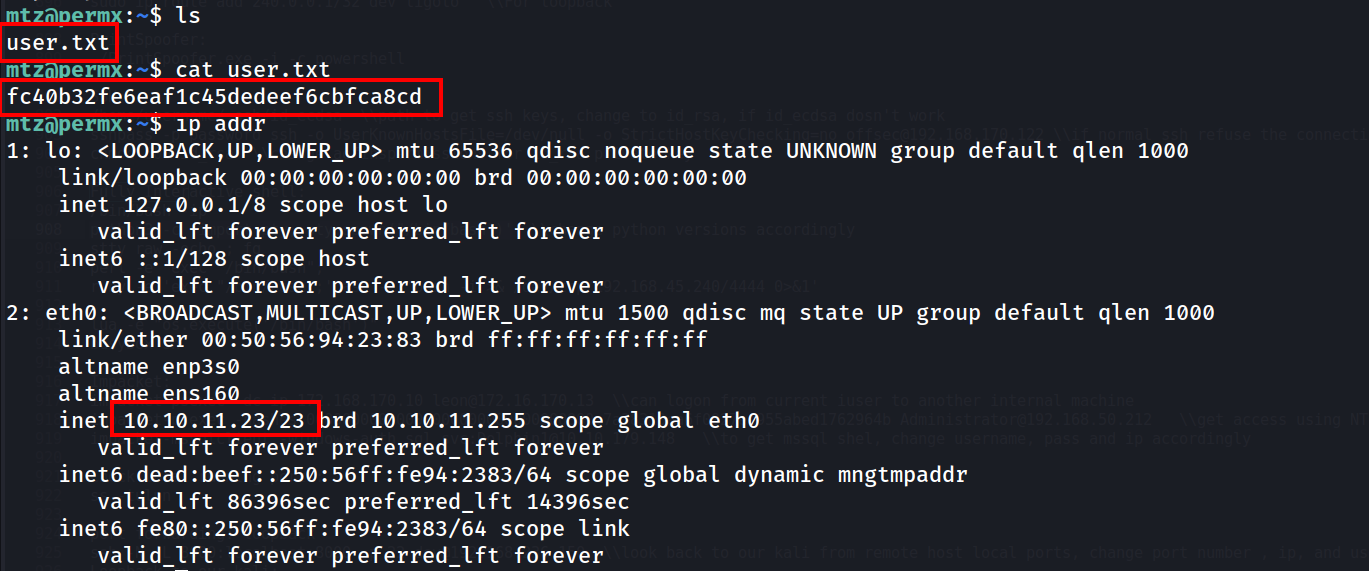 mtz@permx:~$ ls
user.txt
mtz@permx:~$ cat user.txt
fc40b32fe6eaf1c45dedeef6cbfca8cd
mtz@permx:~$ ip addr
1: lo: <LOOPBACK,UP,LOWER_UP> mtu 65536 qdisc noqueue state UNKNOWN group default qlen 1000
    link/loopback 00:00:00:00:00:00 brd 00:00:00:00:00:00
    inet 127.0.0.1/8 scope host lo
       valid_lft forever preferred_lft forever
    inet6 ::1/128 scope host
       valid_lft forever preferred_lft forever
2: eth0: <BROADCAST,MULTICAST,UP,LOWER_UP> mtu 1500 qdisc mq state UP group default qlen 1000
    link/ether 00:50:56:94:23:83 brd ff:ff:ff:ff:ff:ff
    altname enp3s0
    altname ens160
    inet 10.10.11.23/23 brd 10.10.11.255 scope global eth0
       valid_lft forever preferred_lft forever
    inet6 dead:beef::250:56ff:fe94:2383/64 scope global dynamic mngtmpaddr
       valid_lft 86396sec preferred_lft 14396sec
    inet6 fe80::250:56ff:fe94:2383/64 scope link
       valid_lft forever preferred_lft forever